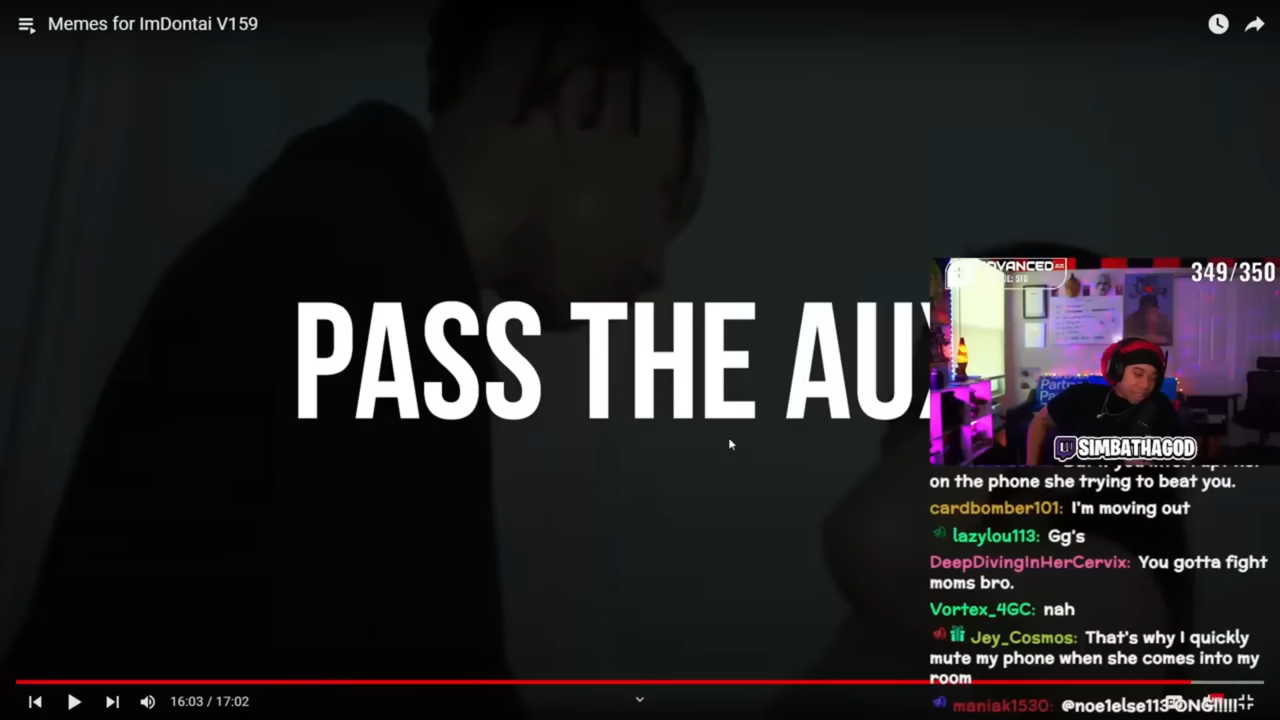 Memes for ImDontai V159
PASS THE AUX
349/350
SIMBATHAGOD
on the phone she trying to beat you.
cardbomber101: I'm moving out
lazylou113: Gg's
DeepDivingInHerCervix: You gotta fight
moms bro.
Vortex_4GC: nah
Jey_Cosmos: That's why I quickly
mute my phone when she comes into my
room
maniak1530: @noe1else113 ONG!!!!!
16:03 / 17:02